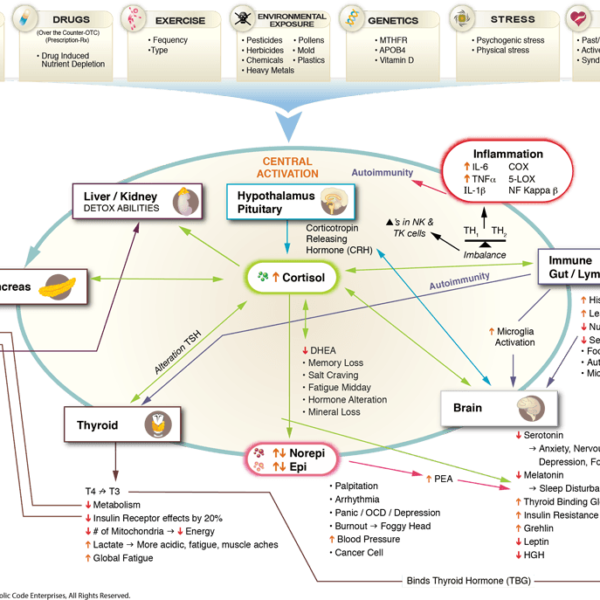 DRUGS
(Over the Counter-OTC)
(Prescription-Rx)
• Drug Induced
Nutrient Depletion
EXERCISE
• Fequency
•Type
ENVIRONMENTAL
EXPOSURE
• Pesticides
• Herbicides
• Chemicals
• Heavy Metals
• Pollens
• Mold
• Plastics
GENETICS
• MTHFR
• APOB4
• Vitamin D
STRESS
• Psychogenic stress
• Physical stress
• Past/
Active
Synd
CENTRAL
ACTIVATION
Autoimmunity
Inflammation
↑ IL-6 COX
↑ TNFα 5-LOX
IL-1β NF Kappa β
Liver / Kidney
DETOX ABILITIES
Hypothalamus
Pituitary
Corticotropin
Releasing
Hormone (CRH)
▲'s in NK &
TK cells
TH1 TH2
Imbalance
Immune
Gut / Lym
creas
↑ Cortisol
Autoimmunity
↑ His
↑ Le
↓ Nu
↓ Se
• Foo
• Aut
• Mic
↑ Microglia
Activation
Alteration TSH
↓ DHEA
• Memory Loss
• Salt Craving
• Fatigue Midday
• Hormone Alteration
• Mineral Loss
Thyroid
Brain
↑↓ Norepi
↑↓ Epi
↑ PEA
↓ Serotonin
→ Anxiety, Nervou
Depression, Fo
↓ Melatonin
→ Sleep Disturba
↑ Thyroid Binding Glo
↑ Insulin Resistance
↑ Grehlin
↓ Leptin
↓ HGH
T4 ↛ T3
↓ Metabolism
↓ Insulin Receptor effects by 20%
↓ # of Mitochondria → ↓ Energy
↑ Lactate → More acidic, fatigue, muscle aches
↑ Global Fatigue
• Palpitation
• Arrhythmia
• Panic / OCD / Depression
• Burnout → Foggy Head
↑ Blood Pressure
• Cancer Cell
Binds Thyroid Hormone (TBG)
olic Code Enterprises, All Rights Reserved.